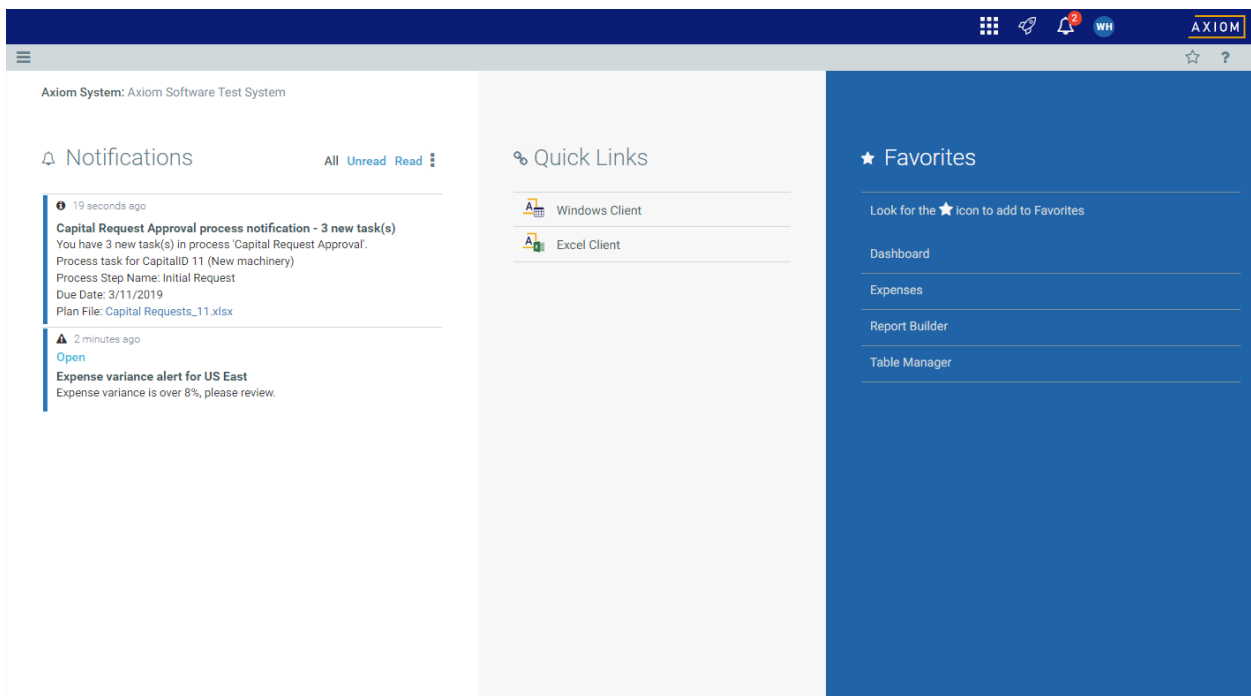 2
WH
AXIOM
?
Axiom System: Axiom Software Test System
Notifications
All Unread Read
19 seconds ago
Capital Request Approval process notification - 3 new task(s)
You have 3 new task(s) in process 'Capital Request Approval'.
Process task for CapitalID 11 (New machinery)
Process Step Name: Initial Request
Due Date: 3/11/2019
Plan File: Capital Requests_11.xlsx
2 minutes ago
Open
Expense variance alert for US East
Expense variance is over 8%, please review.
Quick Links
Windows Client
Excel Client
Favorites
Look for the icon to add to Favorites
Dashboard
Expenses
Report Builder
Table Manager